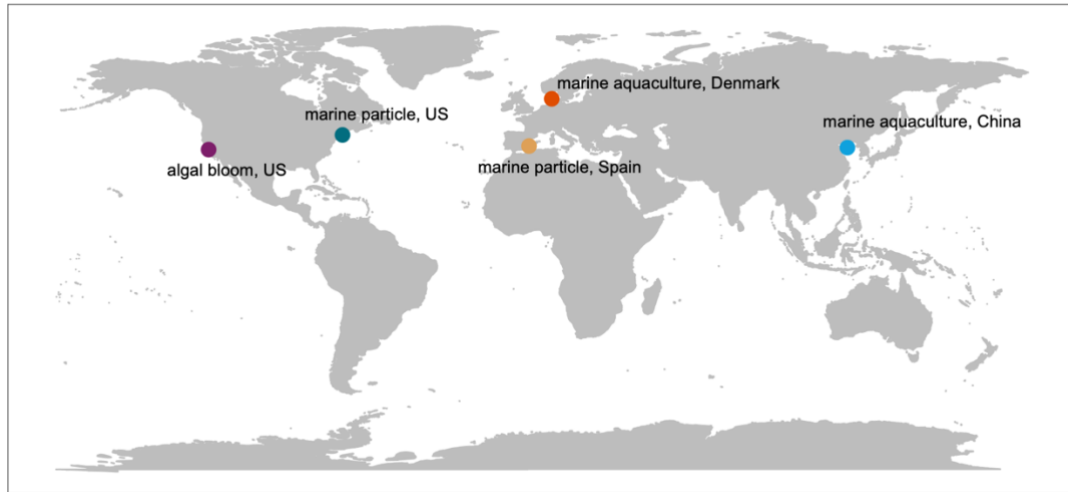 marine aquaculture, Denmark
marine particle, US
marine aquaculture, China
algal bloom, US
marine particle, Spain